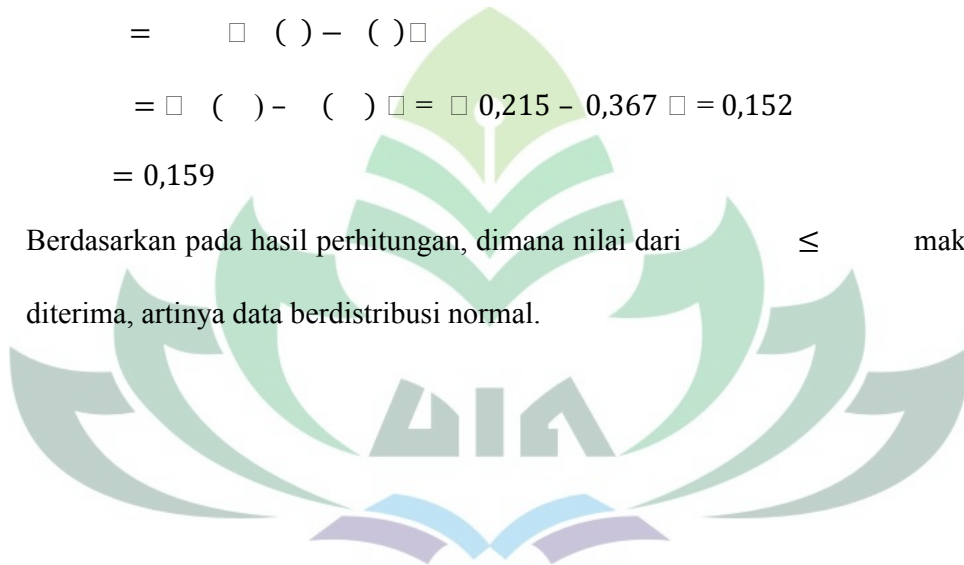 = □ ( ) – ( )□
= □ ( ) – ( ) □ = □ 0,215 – 0,367 □ = 0,152
= 0,159
Berdasarkan pada hasil perhitungan, dimana nilai dari ≤ mak
diterima, artinya data berdistribusi normal.
UIN